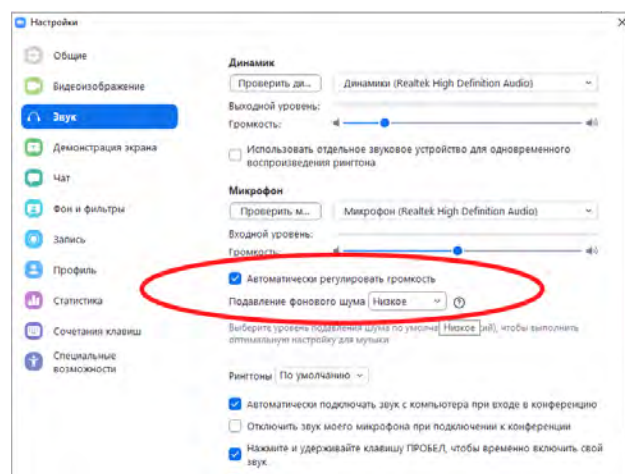 Настройки
Общие
Видеоизображение
Звук
Демонстрация экрана
Чат
Фон и фильтры
Запись
Профиль
Статистика
Сочетания клавиш
Специальные
возможности
Динамик
Проверить ди...
Динамики (Realtek High Definition Audio)
Выходной уровень:
Громкость:
Использовать отдельное звуковое устройство для одновременного
воспроизведения рингтона
Микрофон
Проверить м...
Микрофон (Realtek High Definition Audio)
Входной уровень:
Громкость:
Автоматически регулировать громкость
Подавление фонового шума Низкое
Выберите уровень подавления шума по умолча Низкое ий), чтобы выполнить
оптимальную настройку для музыки
Рингтоны По умолчанию
Автоматически подключать звук с компьютера при входе в конференцию
Отключить звук моего микрофона при подключении к конференции
Нажмите и удерживайте клавишу ПРОБЕЛ, чтобы временно включить свой
звук